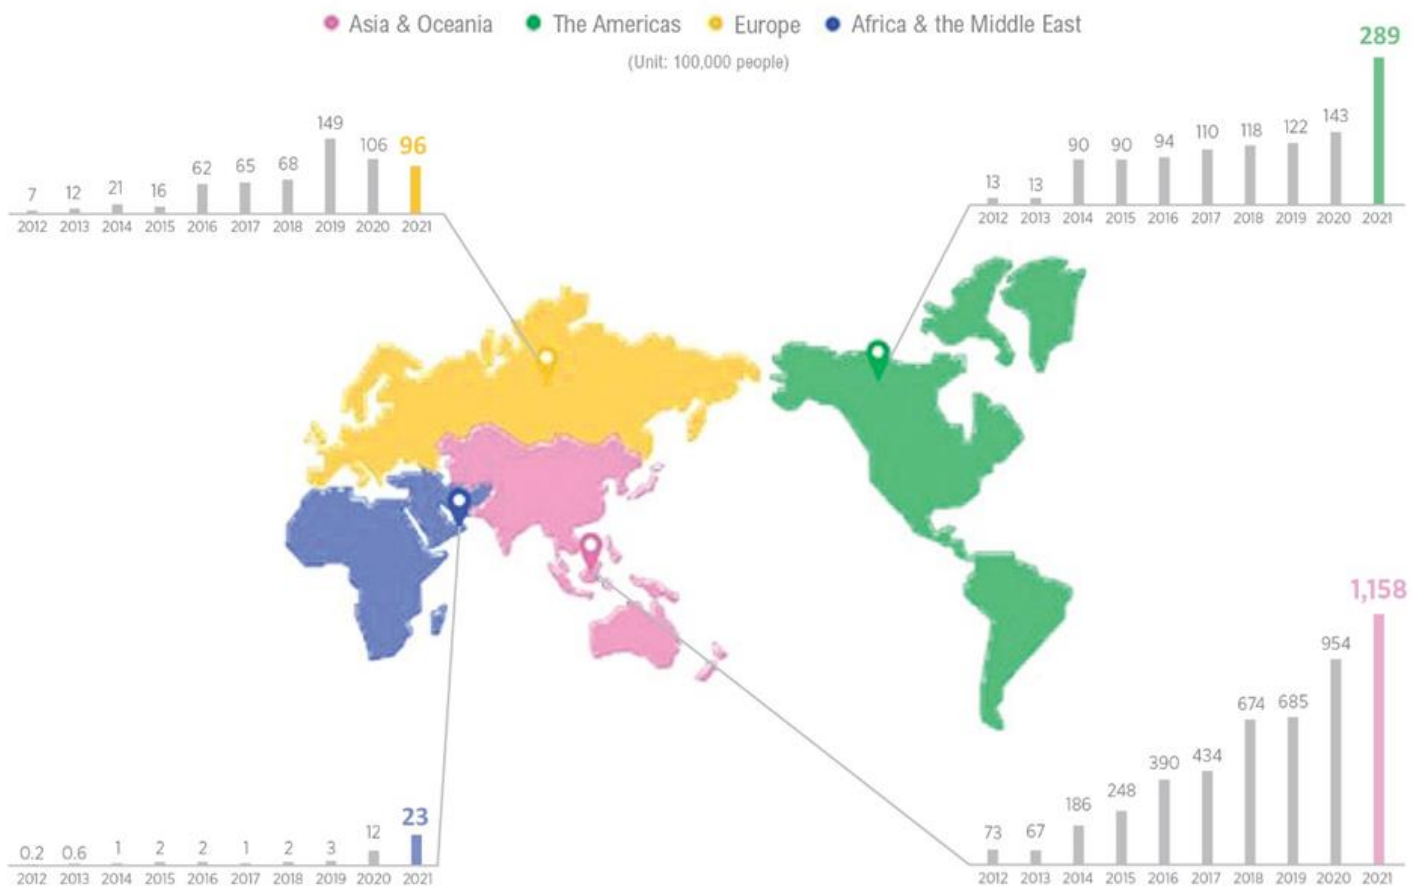 Asia & Oceania The Americas Europe Africa & the Middle East
(Unit: 100,000 people)
7 12 21 16 62 65 68 149 106 96
2012 2013 2014 2015 2016 2017 2018 2019 2020 2021
13 13 90 90 94 110 118 122 143 289
2012 2013 2014 2015 2016 2017 2018 2019 2020 2021
0.2 0.6 1 2 2 1 2 3 12 23
2012 2013 2014 2015 2016 2017 2018 2019 2020 2021
73 67 186 248 390 434 674 685 954 1,158
2012 2013 2014 2015 2016 2017 2018 2019 2020 2021